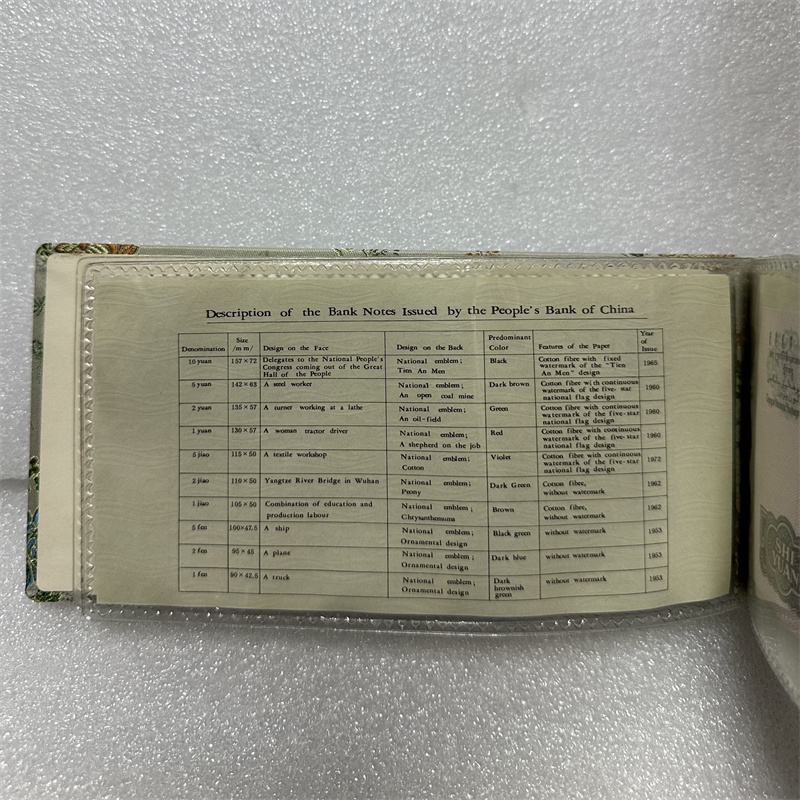 Description of the Bank Notes Issued by the People's Bank of China
Denomination Size /mm/ Design on the Face Design on the Back Predominant Color Features of the Paper Year of Issue
10 yuan 157×72 Delegates to the National People's Congress coming out of the Great Hall of the People National emblem; Tien An Men Black Cotton fibre with fixed watermark of the "Tien An Men" design 1965
5 yuan 142×63 A steel worker National emblem; An open coal mine Dark brown Cotton fibre with continuous watermark of the five-star national flag design 1960
2 yuan 135×57 A turner working at a lathe National emblem; An oil-field Green Cotton fibre with continuous watermark of the five-star national flag design 1960
1 yuan 130×57 A woman tractor driver National emblem; A shepherd on the job Red Cotton fibre with continuous watermark of the five-star national flag design 1960
5 jiao 115×50 A textile workshop National emblem; Cotton Violet Cotton fibre with continuous watermark of the five-star national flag design 1972
2 jiao 110×50 Yangtze River Bridge in Wuhan National emblem; Peony Dark Green Cotton fibre, without watermark 1962
1 jiao 105×50 Combination of education and production labour National emblem; Chrysanthemums Brown Cotton fibre, without watermark 1962
5 fen 100×47.5 A ship National emblem; Ornamental design Black green without watermark 1953
2 fen 95×45 A plane National emblem; Ornamental design Dark blue without watermark 1953
1 fen 90×42.5 A truck National emblem; Ornamental design Dark brownish green without watermark 1953
SHI
YUAN